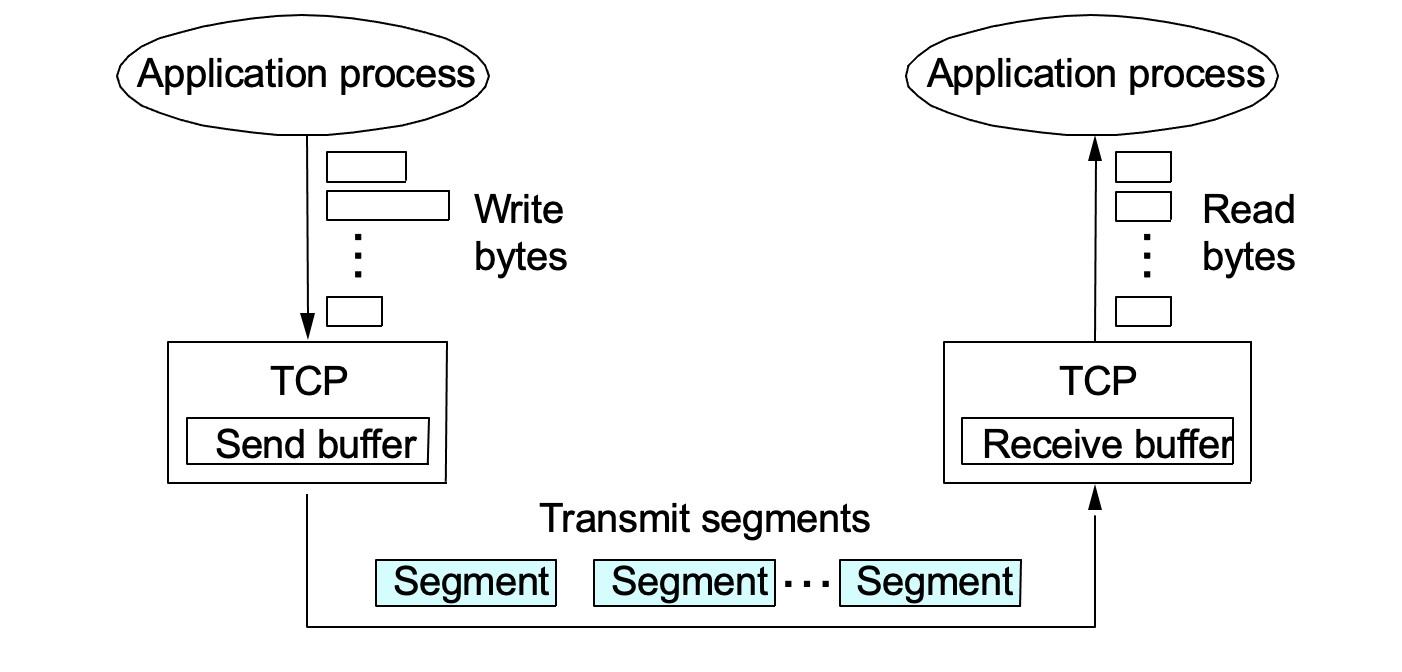 Application process
Application process
Write
bytes
Read
bytes
TCP
Send buffer
TCP
Receive buffer
Transmit segments
Segment
Segment
Segment